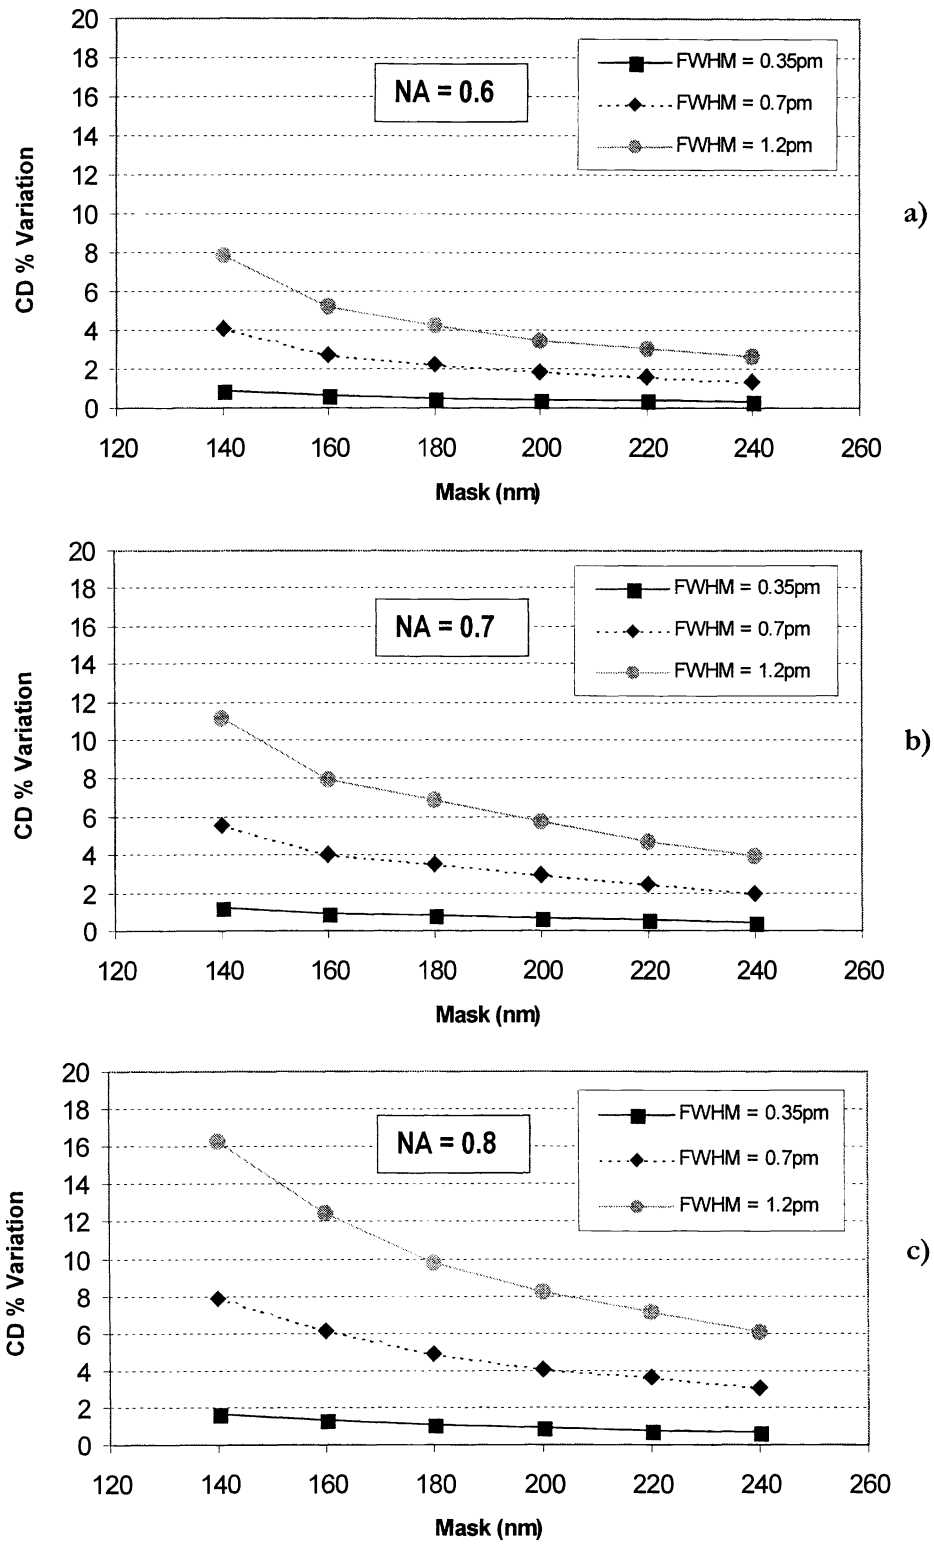 20
18
16
14
12
10
8
6
4
2
0
CD % Variation
NA = 0.6
FWHM = 0.35pm
FWHM = 0.7pm
FWHM = 1.2pm
a)
120 140 160 180 200 220 240 260
Mask (nm)
20
18
16
14
12
10
8
6
4
2
0
CD % Variation
NA = 0.7
FWHM = 0.35pm
FWHM = 0.7pm
FWHM = 1.2pm
b)
120 140 160 180 200 220 240 260
Mask (nm)
20
18
16
14
12
10
8
6
4
2
0
CD % Variation
NA = 0.8
FWHM = 0.35pm
FWHM = 0.7pm
FWHM = 1.2pm
c)
120 140 160 180 200 220 240 260
Mask (nm)